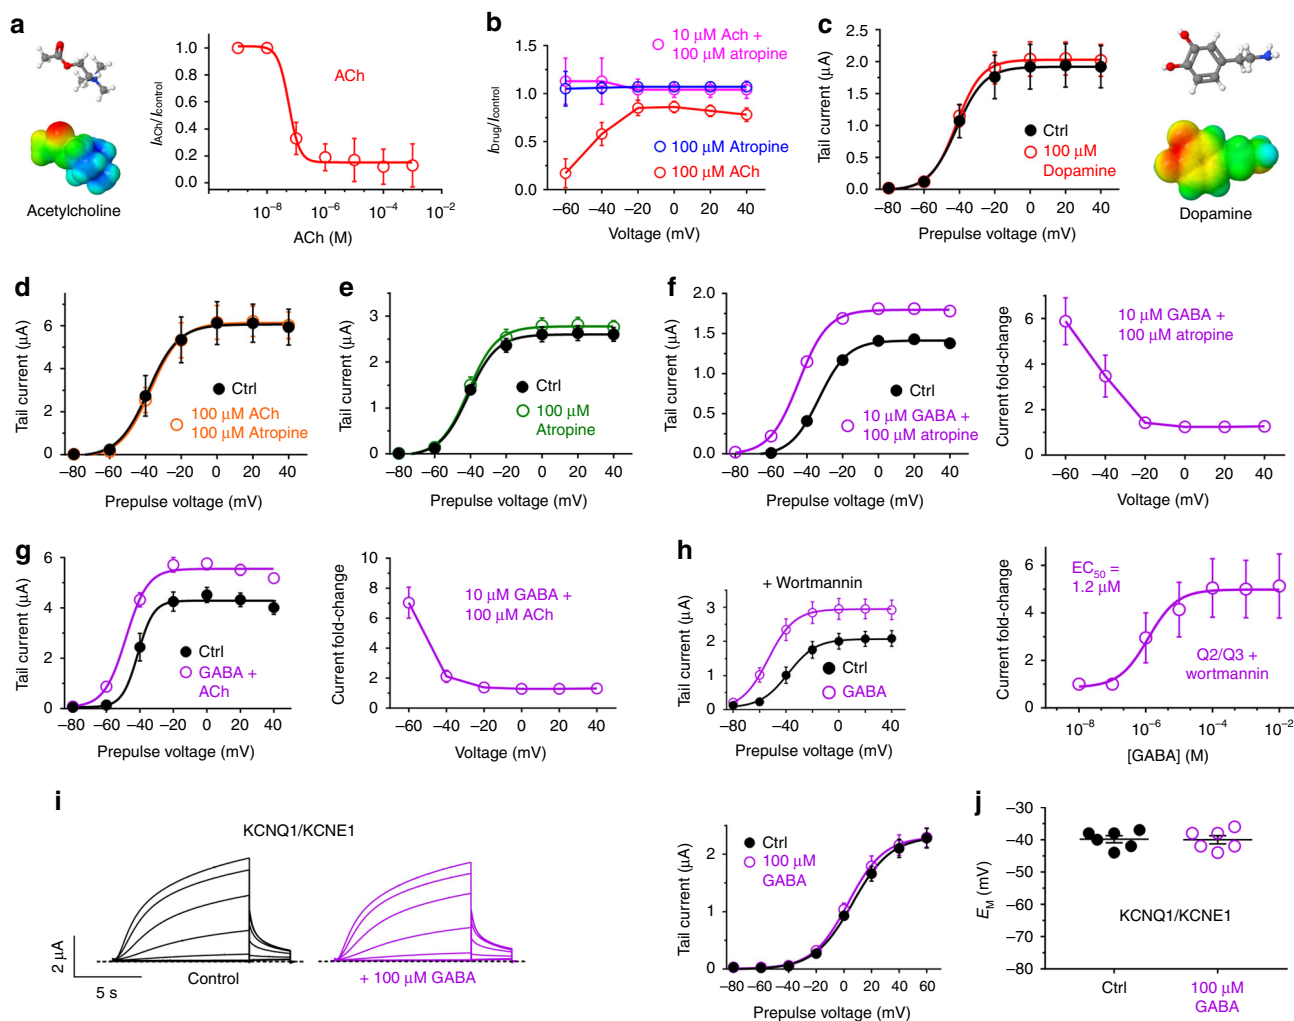 a
I_ACh/I_control
1.0
0.8
0.6
0.4
0.2
0.0
ACh
10⁻⁸
10⁻⁶
10⁻⁴
10⁻²
ACh (M)
Acetylcholine
b
I_Drug/I_control
1.5
1.0
0.5
0
10 μM Ach +
100 μM atropine
100 μM Atropine
100 μM ACh
−60
−40
−20
0
20
40
Voltage (mV)
c
Tail current (μA)
2.5
2.0
1.5
1.0
0.5
0.0
Ctrl
100 μM
Dopamine
−80
−60
−40
−20
0
20
40
Prepulse voltage (mV)
Dopamine
d
Tail current (μA)
6
4
2
0
Ctrl
100 μM ACh
100 μM Atropine
−80
−60
−40
−20
0
20
40
Prepulse voltage (mV)
e
Tail current (μA)
3
2
1
0
Ctrl
100 μM
Atropine
−80
−60
−40
−20
0
20
40
Prepulse voltage (mV)
f
Tail current (μA)
2.0
1.5
1.0
0.5
0.0
Ctrl
10 μM GABA +
100 μM atropine
−80
−60
−40
−20
0
20
40
Prepulse voltage (mV)
Current fold-change
7
6
5
4
3
2
1
0
10 μM GABA +
100 μM atropine
−60
−40
−20
0
20
40
Voltage (mV)
g
Tail current (μA)
6
4
2
0
Ctrl
GABA +
ACh
−80
−60
−40
−20
0
20
40
Prepulse voltage (mV)
Current fold-change
10
8
6
4
2
0
10 μM GABA +
100 μM ACh
−60
−40
−20
0
20
40
Voltage (mV)
h
+ Wortmannin
Tail current (μA)
3
2
1
0
Ctrl
GABA
−80
−60
−40
−20
0
20
40
Prepulse voltage (mV)
Current fold-change
7
6
5
4
3
2
1
0
EC₅₀ =
1.2 μM
Q2/Q3 +
wortmannin
10⁻⁸
10⁻⁶
10⁻⁴
10⁻²
[GABA] (M)
i
KCNQ1/KCNE1
2 μA
5 s
Control
+ 100 μM GABA
Tail current (μA)
2
1
0
Ctrl
100 μM
GABA
−80
−60
−40
−20
0
20
40
60
Prepulse voltage (mV)
j
E_M (mV)
−30
−40
−50
−60
−70
−80
KCNQ1/KCNE1
Ctrl
100 μM
GABA